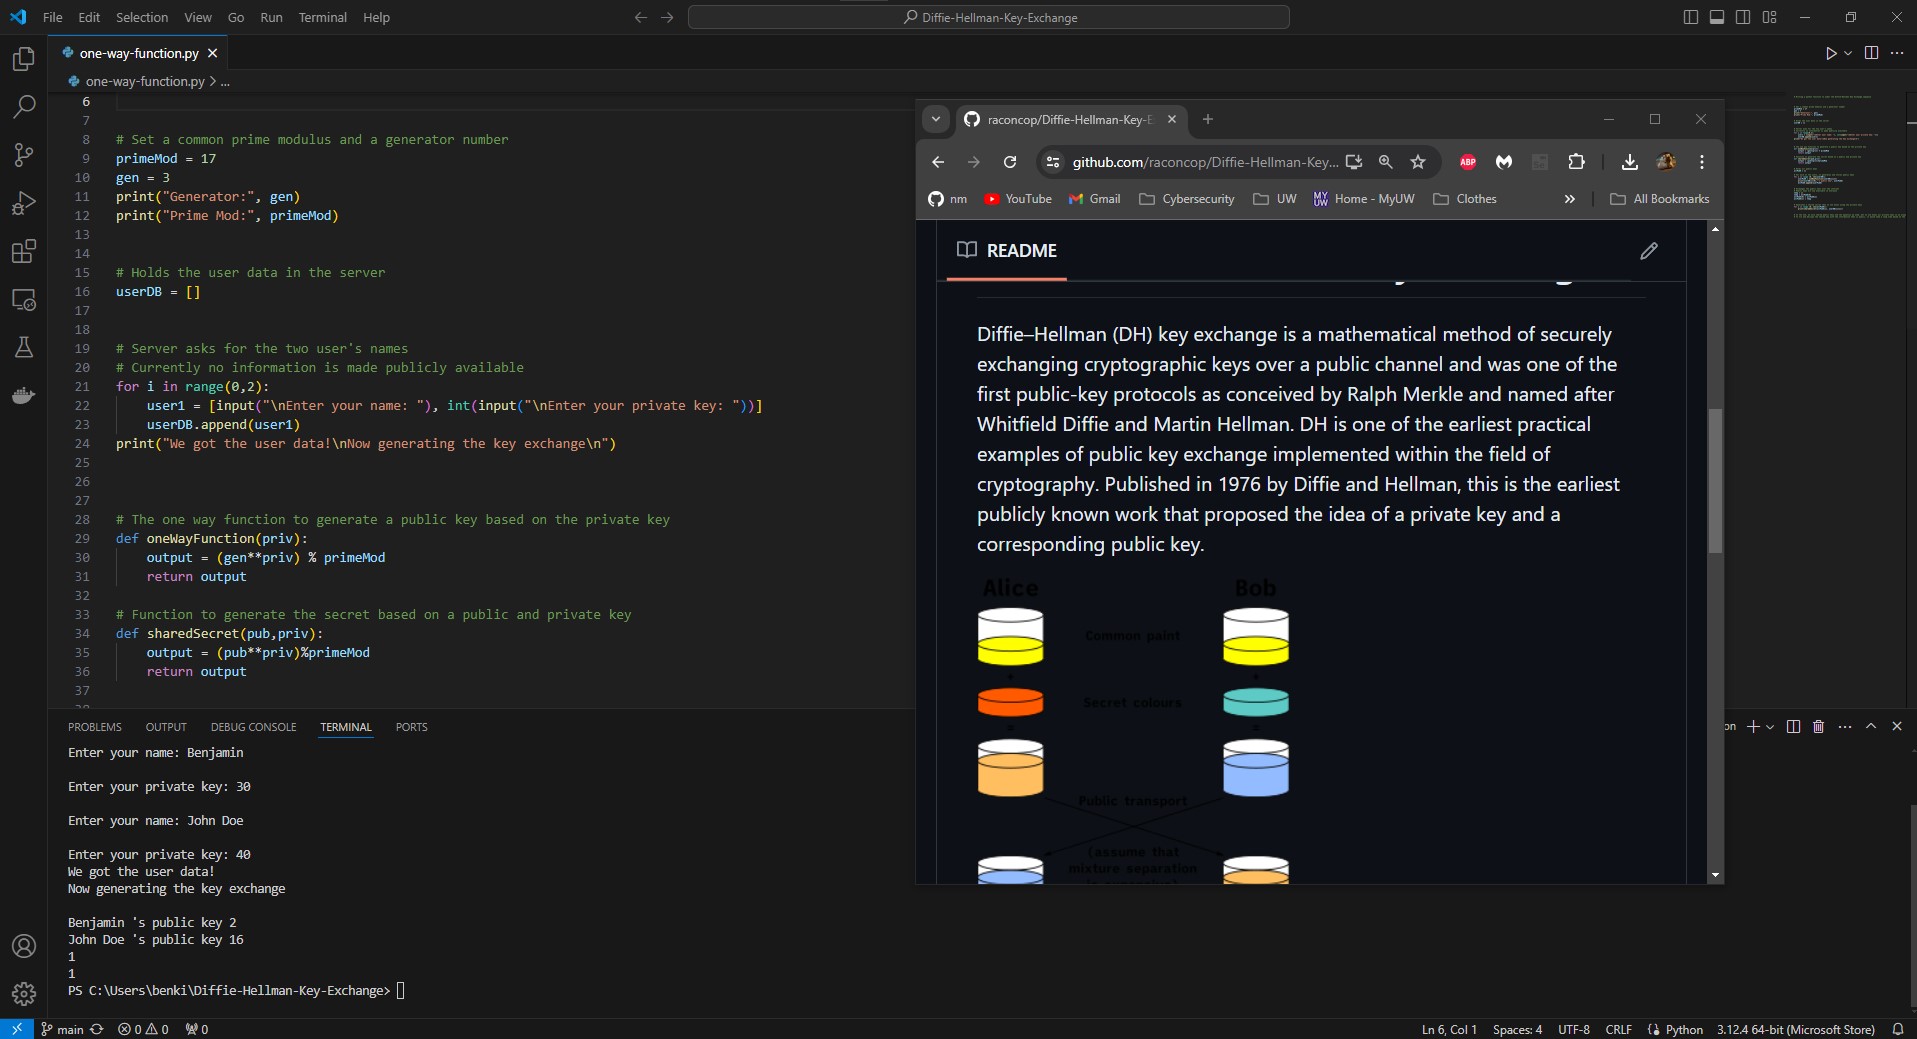 File Edit Selection View Go Run Terminal Help
Diffie-Hellman-Key-Exchange
one-way-function.py
one-way-function.py > ...
6
7
8 # Set a common prime modulus and a generator number
9 primeMod = 17
10 gen = 3
11 print("Generator:", gen)
12 print("Prime Mod:", primeMod)
13
14
15 # Holds the user data in the server
16 userDB = []
17
18
19 # Server asks for the two user's names
20 # Currently no information is made publicly available
21 for i in range(0,2):
22 user1 = [input("\nEnter your name: "), int(input("\nEnter your private key: "))]
23 userDB.append(user1)
24 print("We got the user data!\nNow generating the key exchange\n")
25
26
27
28 # The one way function to generate a public key based on the private key
29 def oneWayFunction(priv):
30 output = (gen**priv) % primeMod
31 return output
32
33 # Function to generate the secret based on a public and private key
34 def sharedSecret(pub,priv):
35 output = (pub**priv)%primeMod
36 return output
37
raconcop/Diffie-Hellman-Key-E
github.com/raconcop/Diffie-Hellman-Key...
ABP
nm YouTube Gmail Cybersecurity UW MY UW Home - MyUW Clothes » All Bookmarks
README
Diffie–Hellman (DH) key exchange is a mathematical method of securely
exchanging cryptographic keys over a public channel and was one of the
first public-key protocols as conceived by Ralph Merkle and named after
Whitfield Diffie and Martin Hellman. DH is one of the earliest practical
examples of public key exchange implemented within the field of
cryptography. Published in 1976 by Diffie and Hellman, this is the earliest
publicly known work that proposed the idea of a private key and a
corresponding public key.
Alice Bob
Common paint
Secret colours
Public transport
(assume that
mixture separation
PROBLEMS OUTPUT DEBUG CONSOLE TERMINAL PORTS
Enter your name: Benjamin
Enter your private key: 30
Enter your name: John Doe
Enter your private key: 40
We got the user data!
Now generating the key exchange
Benjamin 's public key 2
John Doe 's public key 16
1
1
PS C:\Users\benki\Diffie-Hellman-Key-Exchange>
main 0 0 0 Ln 6, Col 1 Spaces: 4 UTF-8 CRLF Python 3.12.4 64-bit (Microsoft Store)